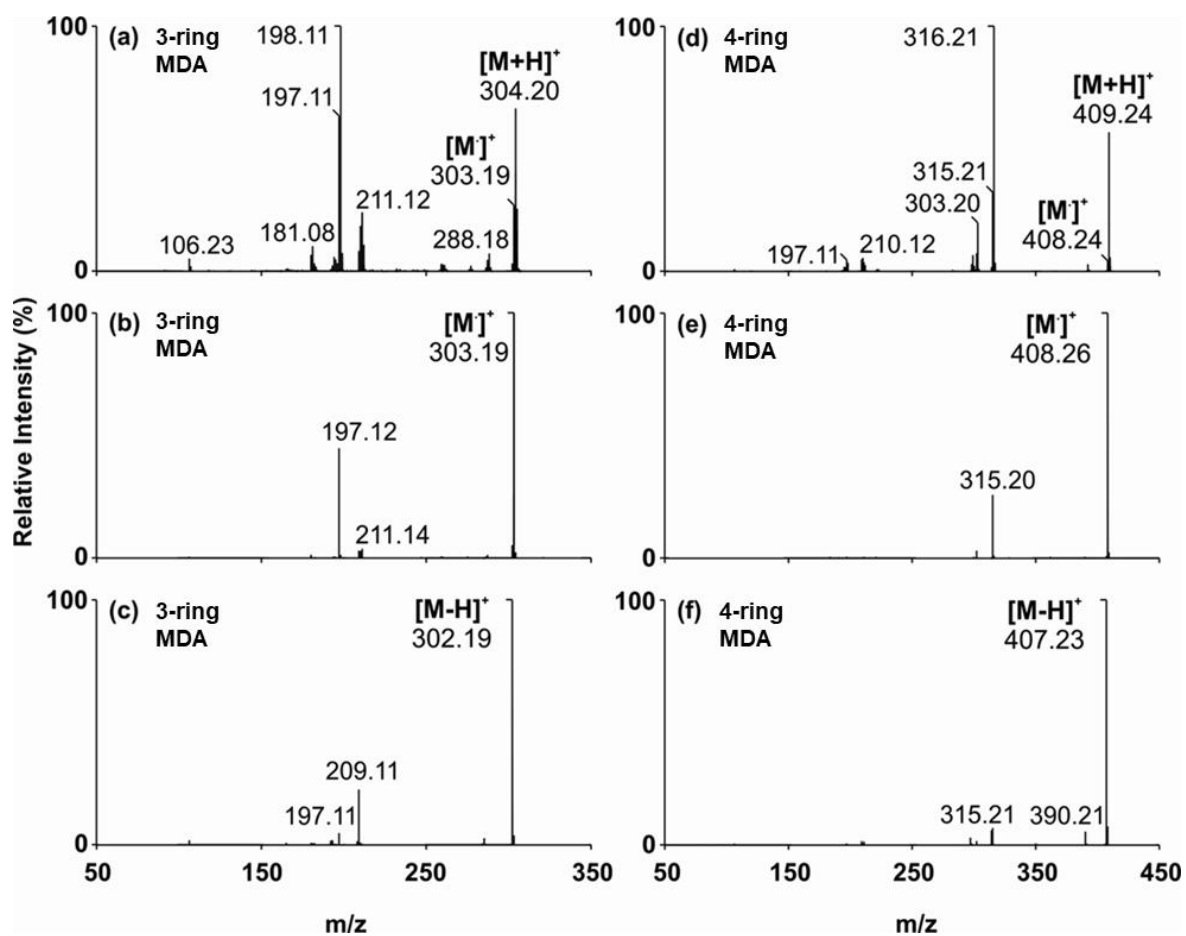 Relative Intensity (%)
100
0
(a) 3-ring
MDA
198.11
197.11
[M+H]⁺
304.20
[M·]⁺
303.19
211.12
181.08
288.18
106.23
100
0
(b) 3-ring
MDA
[M·]⁺
303.19
197.12
211.14
100
0
(c) 3-ring
MDA
[M-H]⁺
302.19
209.11
197.11
50 150 250 350
m/z
100
0
(d) 4-ring
MDA
316.21
[M+H]⁺
409.24
315.21
303.20
[M·]⁺
408.24
197.11
210.12
100
0
(e) 4-ring
MDA
[M·]⁺
408.26
315.20
100
0
(f) 4-ring
MDA
[M-H]⁺
407.23
315.21
390.21
50 150 250 350 450
m/z